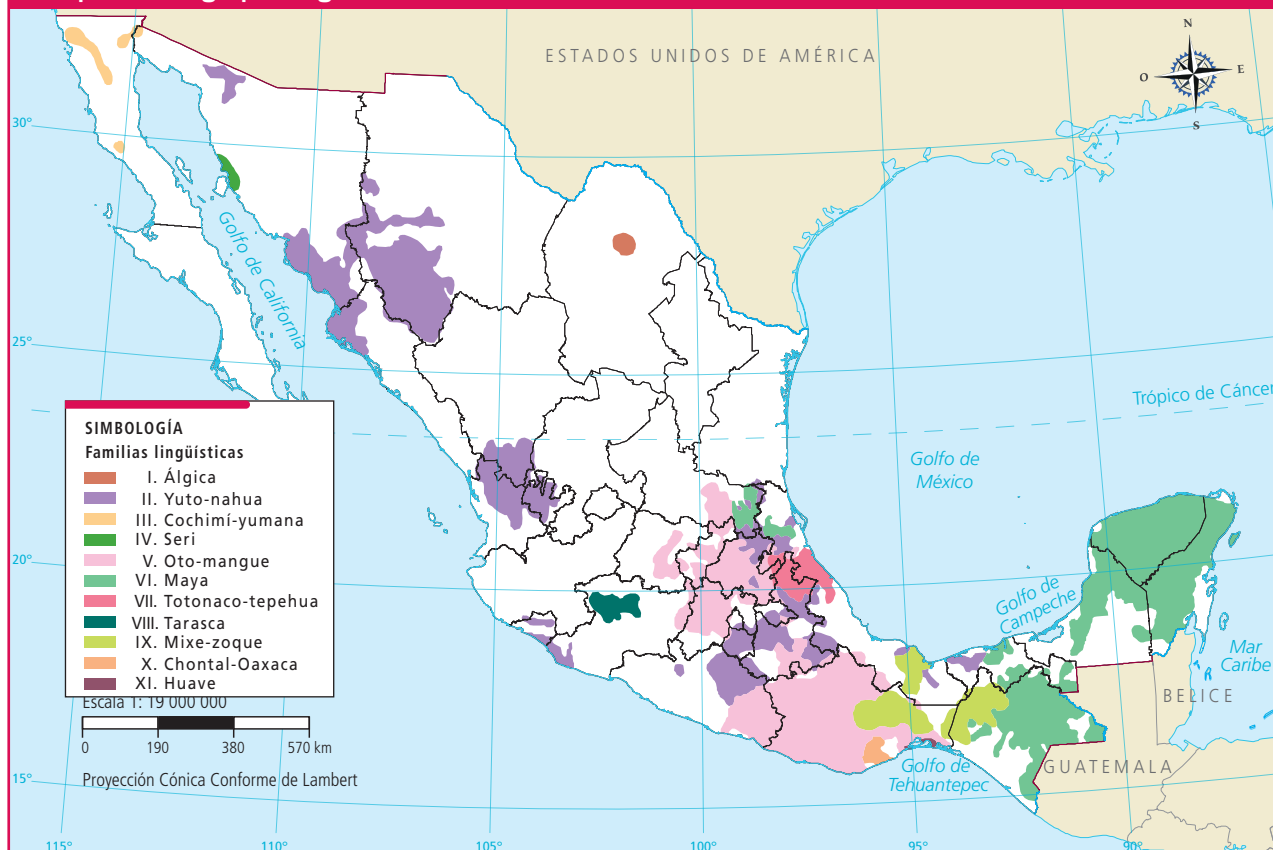 ESTADOS UNIDOS DE AMÉRICA
N
O
E
S
30°
Golfo de California
25°
Trópico de Cáncer
Golfo de
México
SIMBOLOGÍA
Familias lingüísticas
I. Álgica
II. Yuto-nahua
III. Cochimí-yumana
IV. Seri
V. Oto-mangue
VI. Maya
VII. Totonaco-tepehua
VIII. Tarasca
IX. Mixe-zoque
X. Chontal-Oaxaca
XI. Huave
20°
Golfo de
Campeche
Mar
Caribe
BELICE
Escala 1: 19 000 000
0 190 380 570 km
Proyección Cónica Conforme de Lambert
GUATEMALA
Golfo de
Tehuantepec
15°
115° 110° 105° 100° 95° 90°